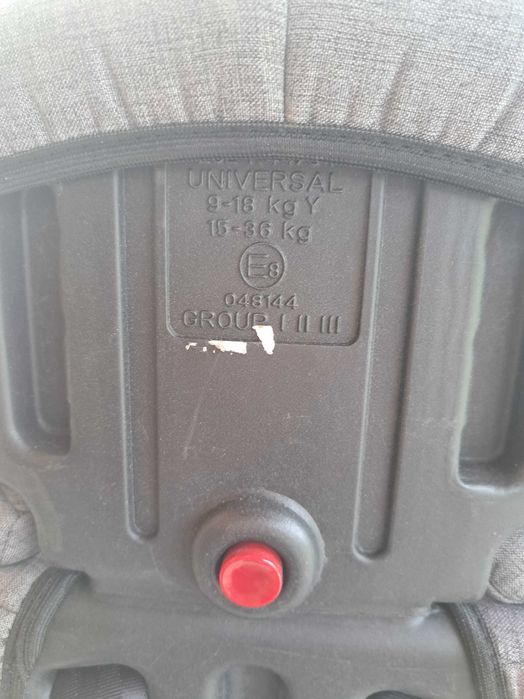 UNIVERSAL
9-18 kg Y
15-36 kg
E8
048144
GROUP I II III